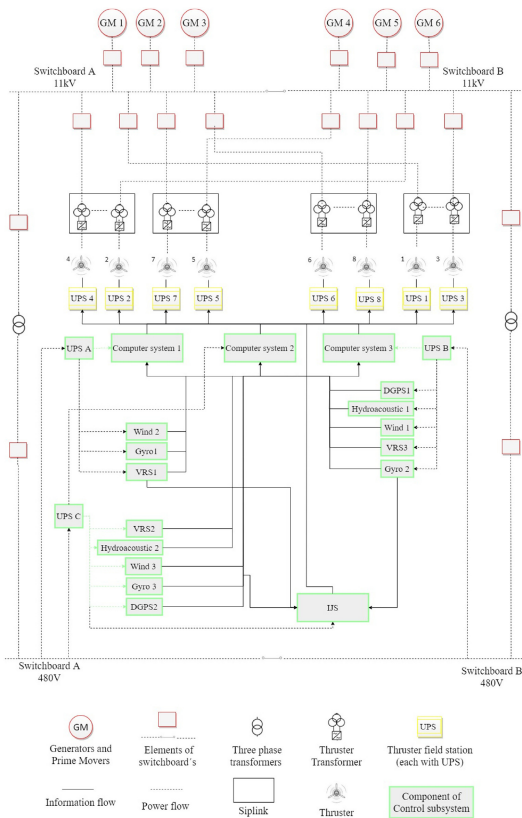 GM 1
GM 2
GM 3
GM 4
GM 5
GM 6
Switchboard A
11kV
Switchboard B
11kV
4
2
7
5
6
8
1
3
UPS 4
UPS 2
UPS 7
UPS 5
UPS 6
UPS 8
UPS 1
UPS 3
UPS A
Computer system 1
Computer system 2
Computer system 3
UPS B
DGPS1
Hydroacoustic 1
Wind 1
VRS3
Gyro 2
Wind 2
Gyro1
VRS1
UPS C
VRS2
Hydroacoustic 2
Wind 3
Gyro 3
DGPS2
IJS
Switchboard A
480V
Switchboard B
480V
GM
UPS
Generators and
Prime Movers
Elements of
switchboard´s
Three phase
transformers
Thruster
Transformer
Thruster field station
(each with UPS)
Information flow
Power flow
Siplink
Thruster
Component of
Control subsystem